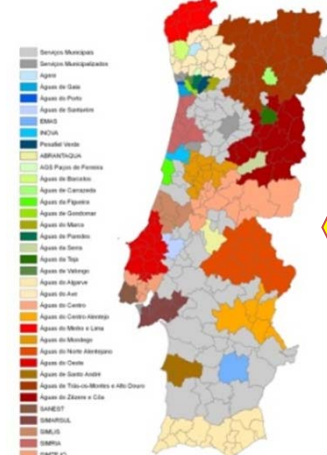 Serviços Municipais
Serviços Municipalizados
Agere
Águas de Gaia
Águas do Porto
Águas de Santarém
EMAS
INOVA
Penafiel Verde
ABRANTAQUA
AGS Paços de Ferreira
Águas de Barcelos
Águas de Carrazeda
Águas da Figueira
Águas de Gondomar
Águas do Marco
Águas de Paredes
Águas da Serra
Águas da Teja
Águas de Valongo
Águas do Algarve
Águas do Ave
Águas do Centro
Águas do Centro Alentejo
Águas do Minho e Lima
Águas do Mondego
Águas do Norte Alentejano
Águas do Oeste
Águas de Santo André
Águas de Trás-os-Montes e Alto Douro
Águas do Zêzere e Côa
SANEST
SIMARSUL
SIMLIS
SIMRIA
SIMTEJO